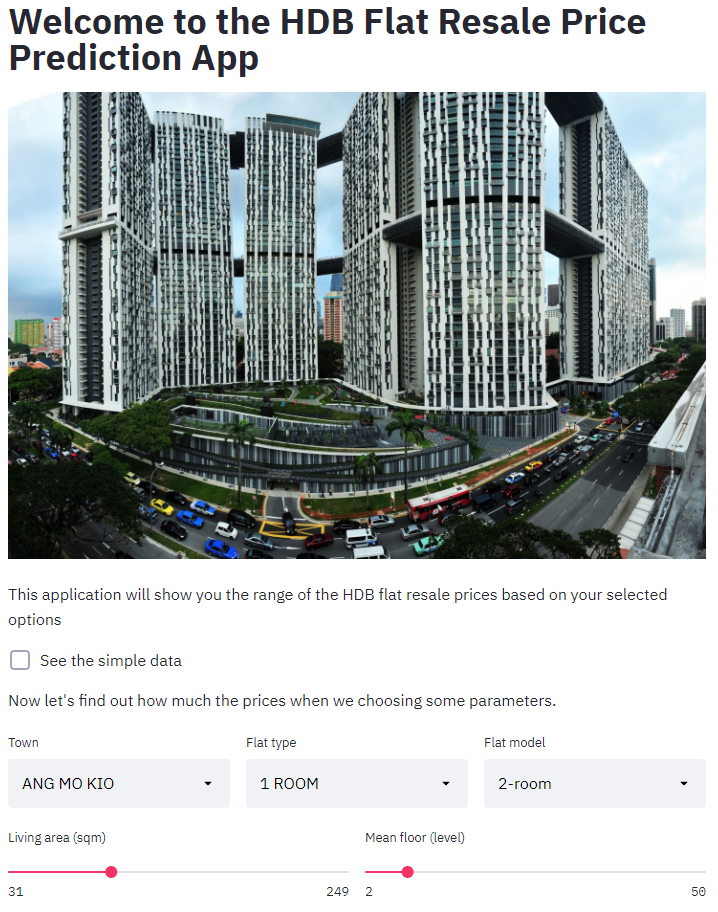 Welcome to the HDB Flat Resale Price
Prediction App
This application will show you the range of the HDB flat resale prices based on your selected
options
See the simple data
Now let's find out how much the prices when we choosing some parameters.
Town
Flat type
Flat model
ANG MO KIO
1 ROOM
2-room
Living area (sqm)
Mean floor (level)
31
249
2
50